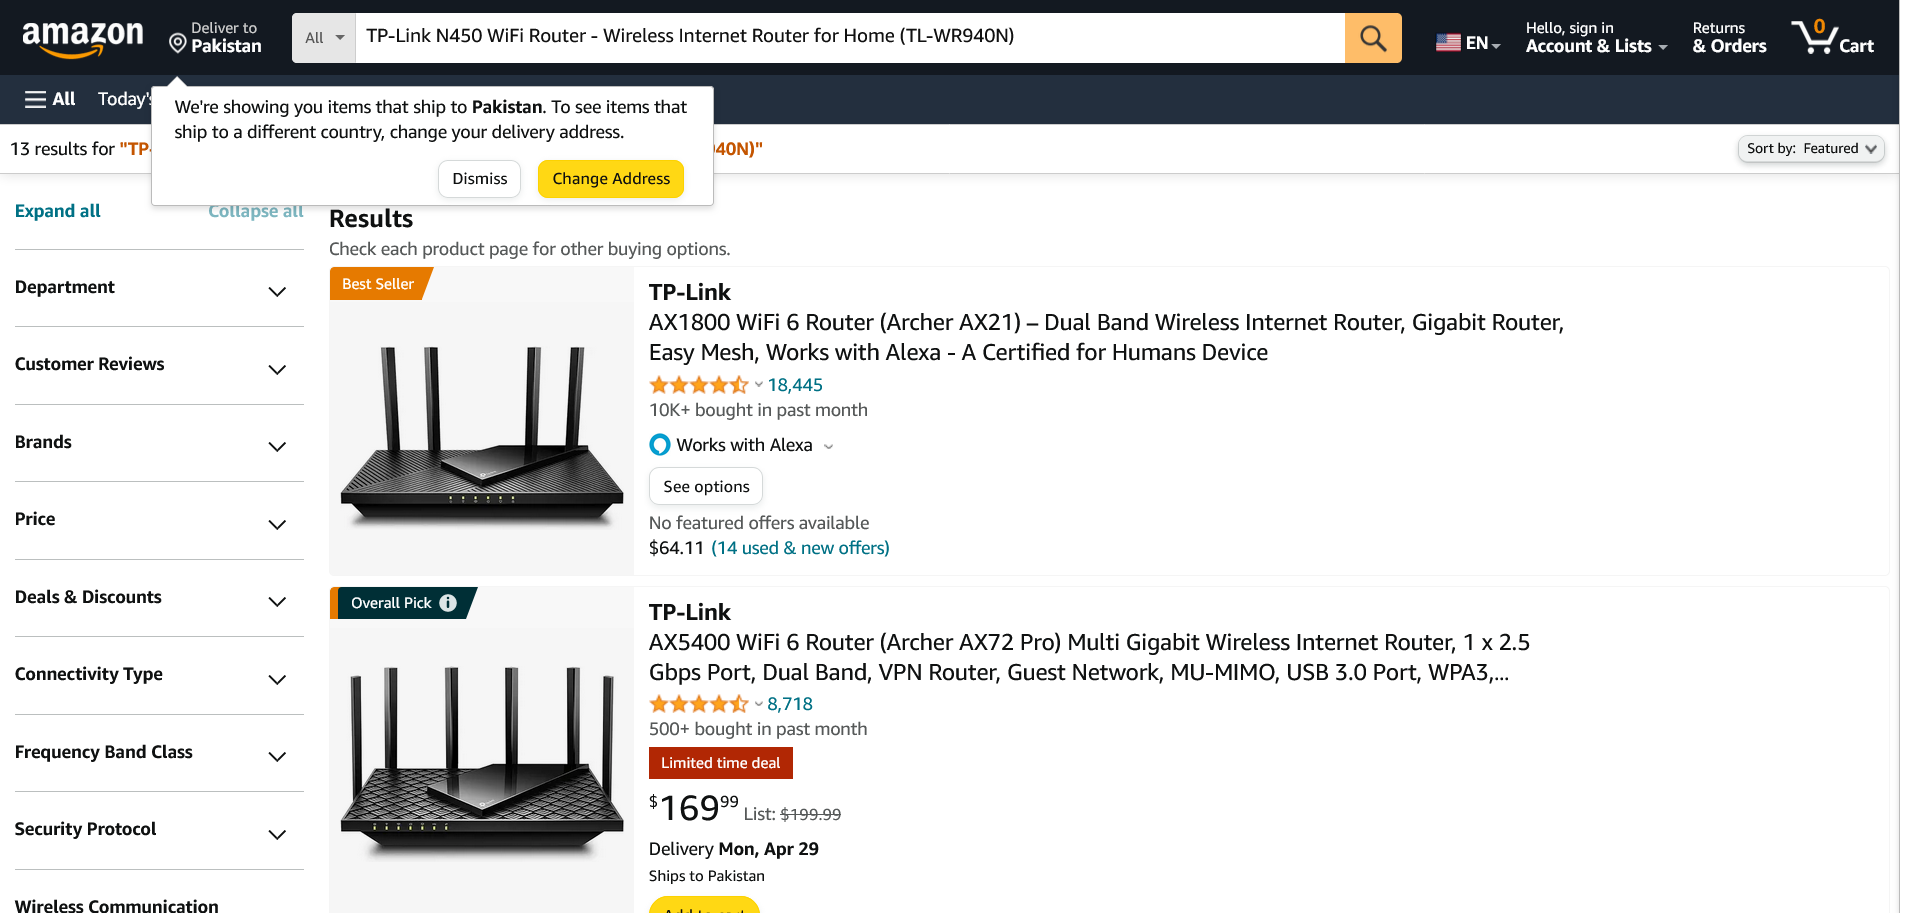 amazon
Deliver to
Pakistan
All
TP-Link N450 WiFi Router - Wireless Internet Router for Home (TL-WR940N)
EN
Hello, sign in
Account & Lists
Returns
& Orders
0
Cart
All
Today's
We're showing you items that ship to Pakistan. To see items that
ship to a different country, change your delivery address.
Dismiss
Change Address
13 results for "TP- 940N)"
Sort by: Featured
Expand all
Collapse all
Department
Customer Reviews
Brands
Price
Deals & Discounts
Connectivity Type
Frequency Band Class
Security Protocol
Wireless Communication
Results
Check each product page for other buying options.
Best Seller
TP-Link
AX1800 WiFi 6 Router (Archer AX21) – Dual Band Wireless Internet Router, Gigabit Router,
Easy Mesh, Works with Alexa - A Certified for Humans Device
18,445
10K+ bought in past month
Works with Alexa
See options
No featured offers available
$64.11 (14 used & new offers)
Overall Pick
TP-Link
AX5400 WiFi 6 Router (Archer AX72 Pro) Multi Gigabit Wireless Internet Router, 1 x 2.5
Gbps Port, Dual Band, VPN Router, Guest Network, MU-MIMO, USB 3.0 Port, WPA3,...
8,718
500+ bought in past month
Limited time deal
$169 99 List: $199.99
Delivery Mon, Apr 29
Ships to Pakistan
Add to cart